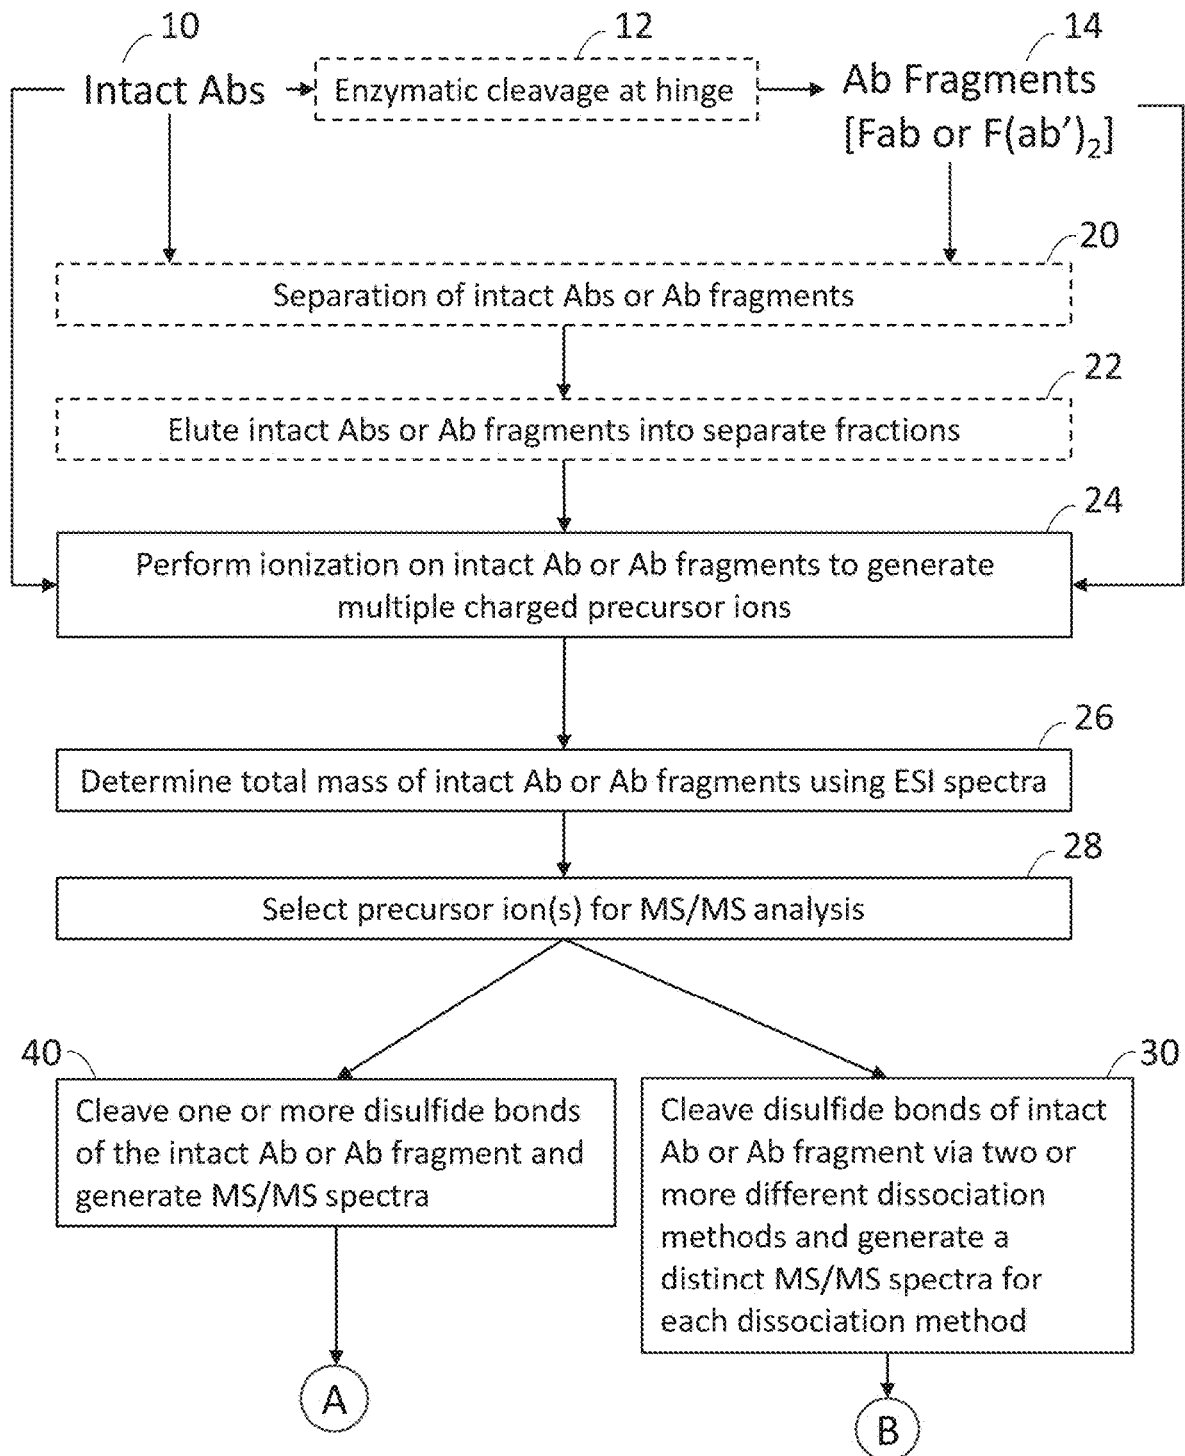 10
12
14
Intact Abs
Enzymatic cleavage at hinge
Ab Fragments
[Fab or F(ab')₂]
20
Separation of intact Abs or Ab fragments
22
Elute intact Abs or Ab fragments into separate fractions
24
Perform ionization on intact Ab or Ab fragments to generate
multiple charged precursor ions
26
Determine total mass of intact Ab or Ab fragments using ESI spectra
28
Select precursor ion(s) for MS/MS analysis
40
Cleave one or more disulfide bonds
of the intact Ab or Ab fragment and
generate MS/MS spectra
A
30
Cleave disulfide bonds of intact
Ab or Ab fragment via two or
more different dissociation
methods and generate a
distinct MS/MS spectra for
each dissociation method
B